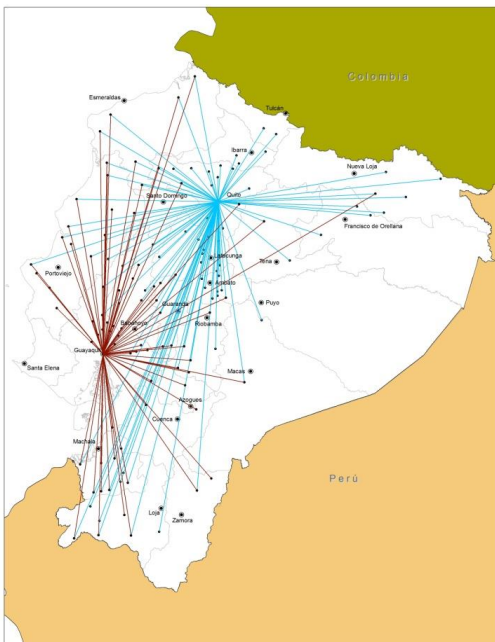 Colombia
Esmeraldas
Tulcán
Ibarra
Nueva Loja
Quito
Santo Domingo
Francisco de Orellana
Latacunga
Tena
Portoviejo
Ambato
Guaranda
Puyo
Babahoyo
Riobamba
Guayaquil
Santa Elena
Macas
Azogues
Cuenca
Machala
Perú
Loja
Zamora